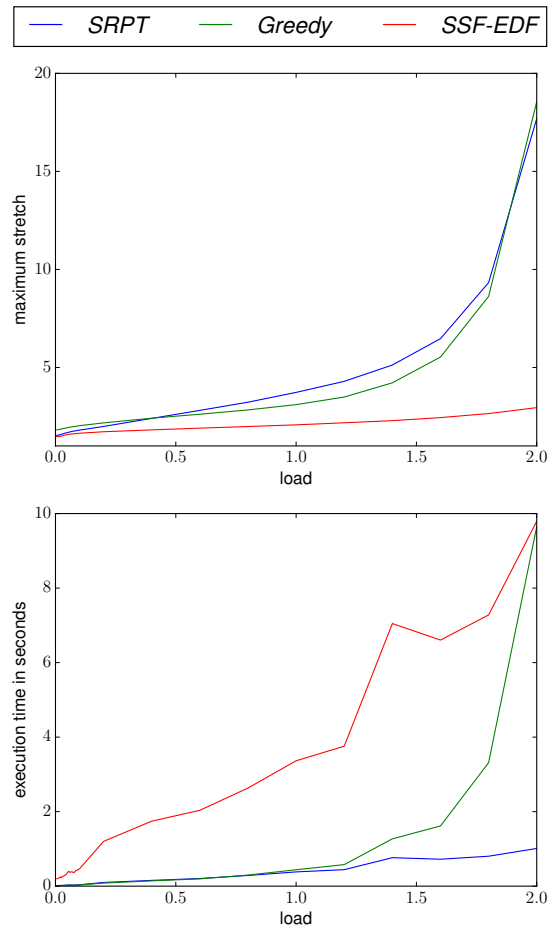 SRPT Greedy SSF-EDF
20
15
10
5
maximum stretch
0.0 0.5 1.0 1.5 2.0
load
10
8
6
4
2
0
execution time in seconds
0.0 0.5 1.0 1.5 2.0
load